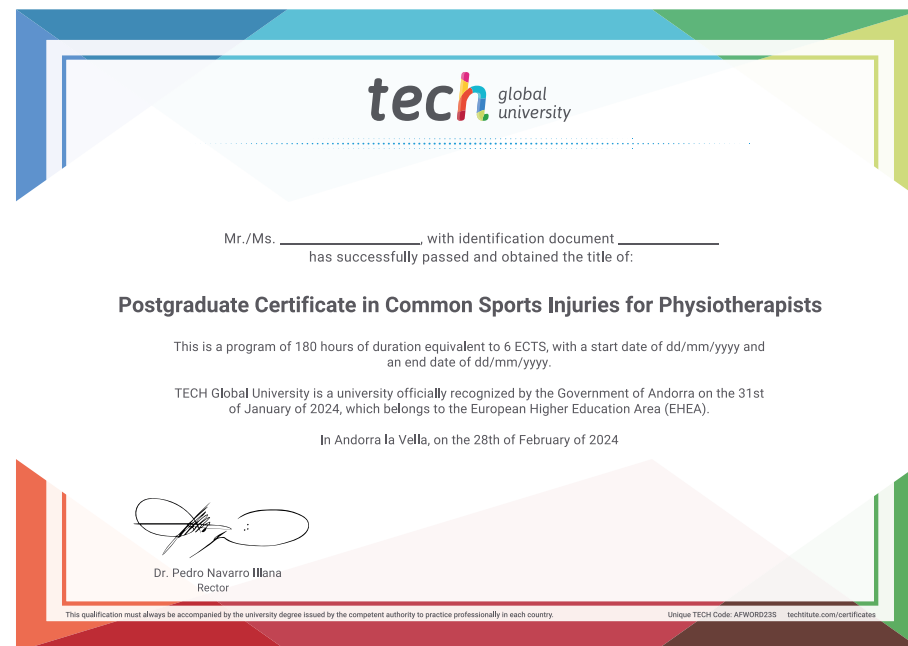 tech global university
Mr./Ms. ____________________, with identification document ______________
has successfully passed and obtained the title of:
Postgraduate Certificate in Common Sports Injuries for Physiotherapists
This is a program of 180 hours of duration equivalent to 6 ECTS, with a start date of dd/mm/yyyy and
an end date of dd/mm/yyyy.
TECH Global University is a university officially recognized by the Government of Andorra on the 31st
of January of 2024, which belongs to the European Higher Education Area (EHEA).
In Andorra la Vella, on the 28th of February of 2024
Dr. Pedro Navarro Illana
Rector
This qualification must always be accompanied by the university degree issued by the competent authority to practice professionally in each country.
Unique TECH Code: AFWORD23S techtitute.com/certificates